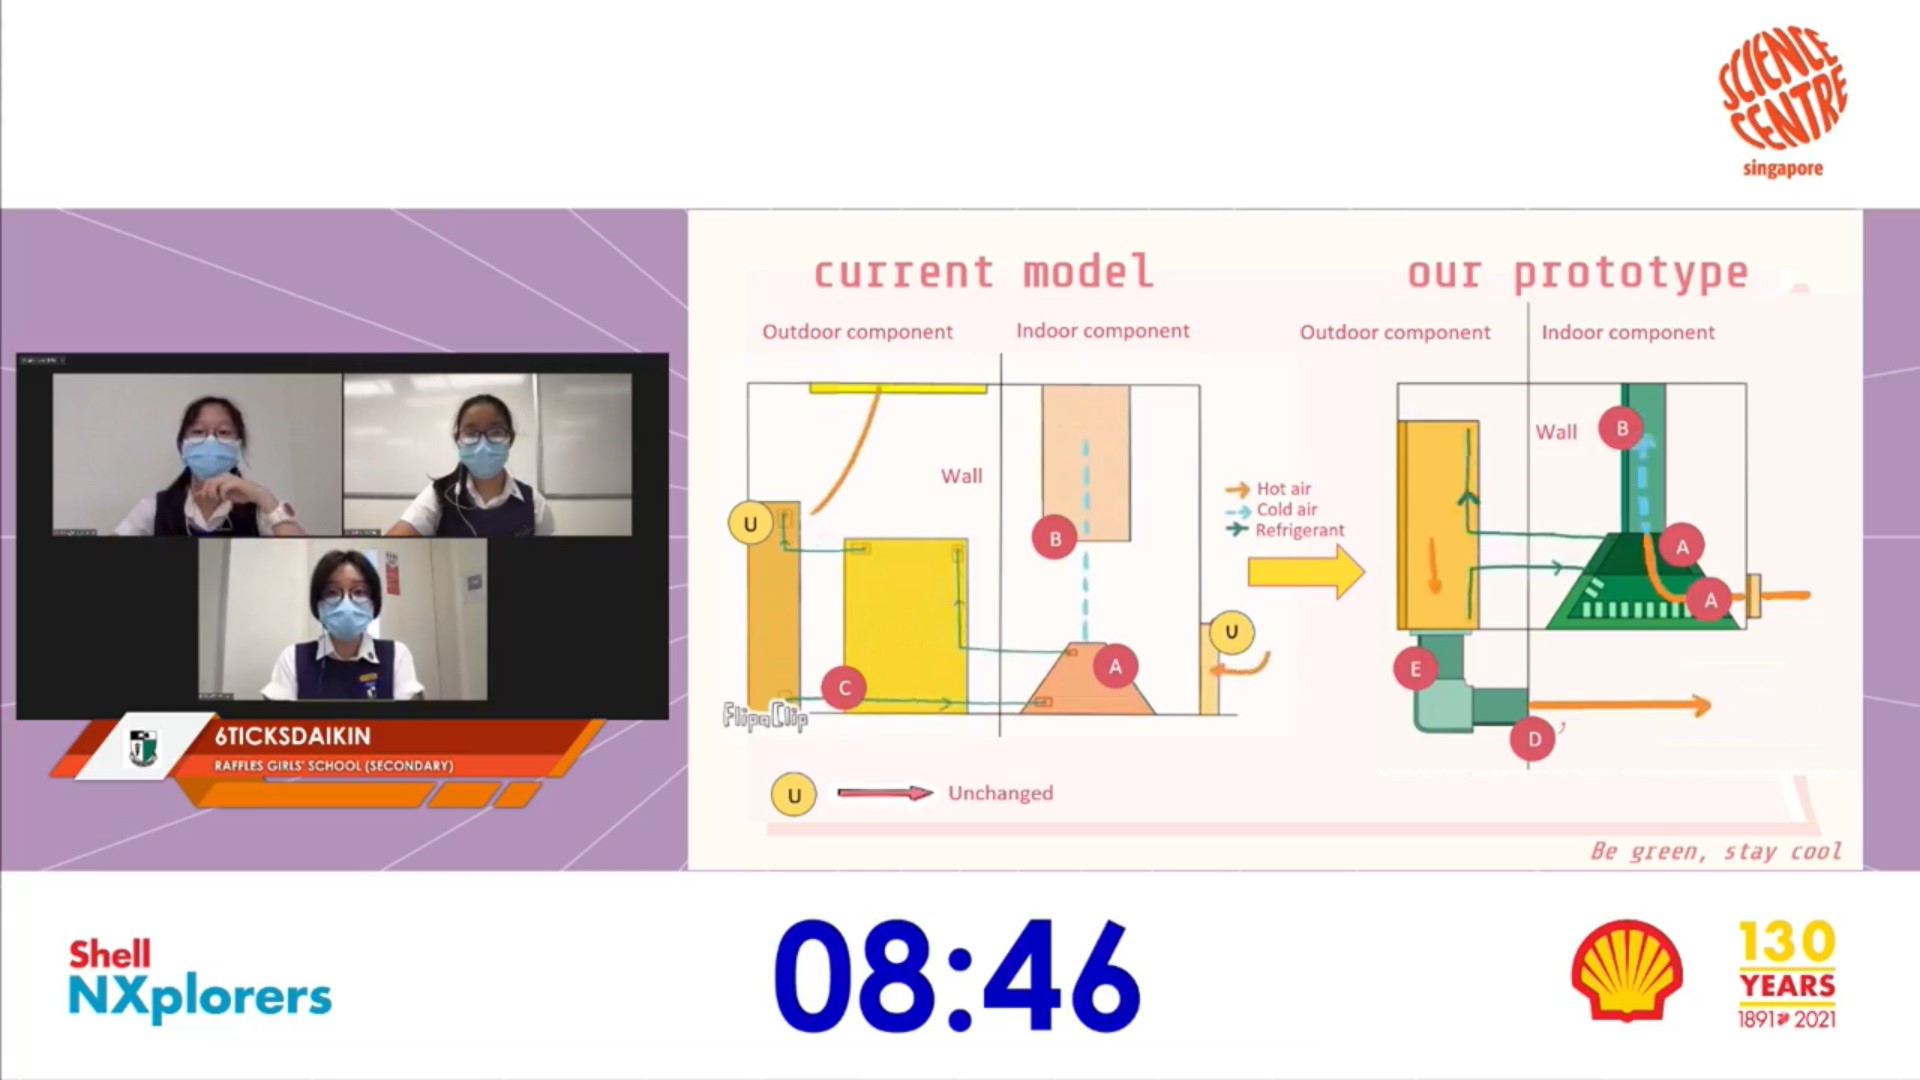 SCIENCE
CENTRE
singapore
current model
our prototype
Outdoor component
Indoor component
Outdoor component
Indoor component
Wall
Wall
B
U
B
Hot air
Cold air
Refrigerant
A
A
U
A
C
E
FlipaClip
D
,
U
Unchanged
Be green, stay cool
6TICKSDAIKIN
RAFFLES GIRLS' SCHOOL (SECONDARY)
Shell
NXplorers
08:46
130
YEARS
1891 2021